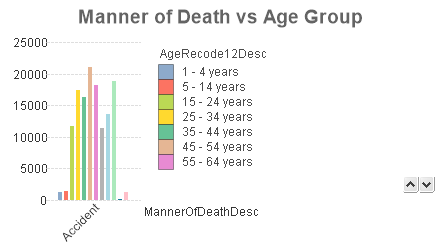 Manner of Death vs Age Group
25000
20000
15000
10000
5000
0
Accident
MannerOfDeathDesc
AgeRecode12Desc
1 - 4 years
5 - 14 years
15 - 24 years
25 - 34 years
35 - 44 years
45 - 54 years
55 - 64 years